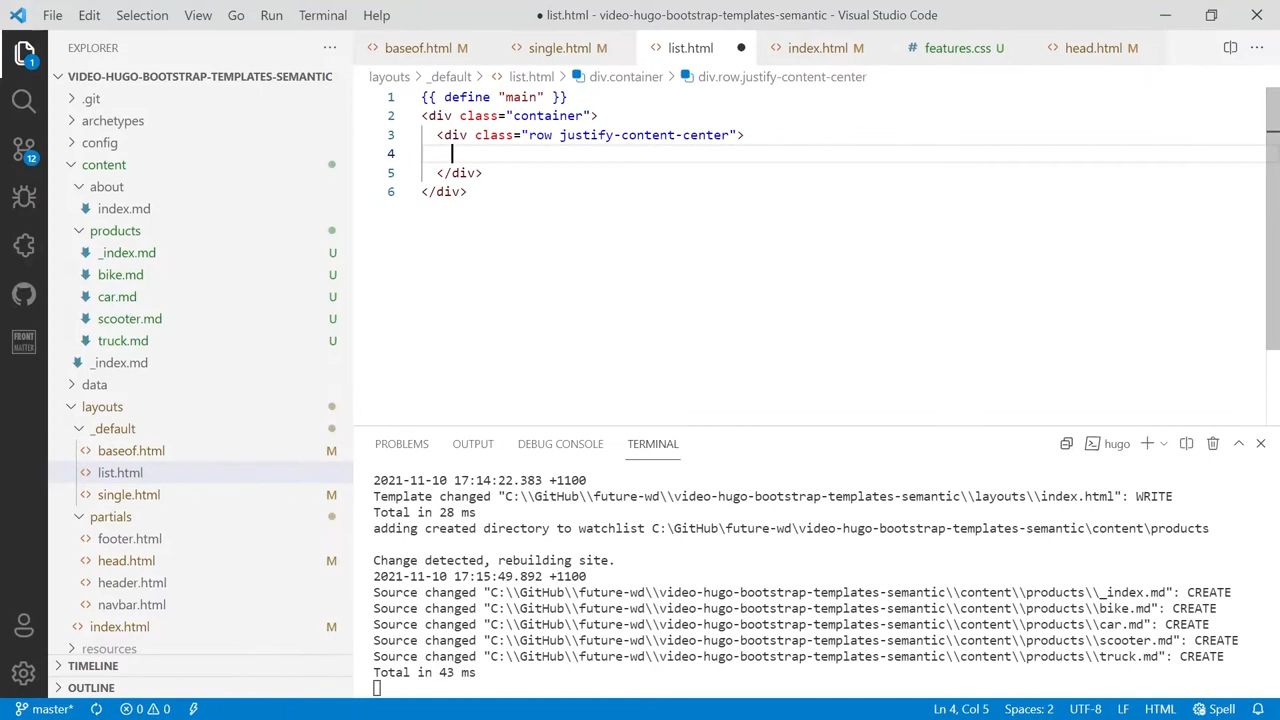 File Edit Selection View Go Run Terminal Help
● list.html - video-hugo-bootstrap-templates-semantic - Visual Studio Code
EXPLORER
VIDEO-HUGO-BOOTSTRAP-TEMPLATES-SEMANTIC
.git
archetypes
config
content
about
index.md
products
_index.md U
bike.md U
car.md U
scooter.md U
truck.md U
_index.md
data
layouts
_default
baseof.html M
list.html
single.html M
partials
footer.html
head.html M
header.html
navbar.html
index.html M
resources
TIMELINE
OUTLINE
1
12
FRONT
MATTER
baseof.html M single.html M list.html ● index.html M # features.css U head.html M
layouts > _default > list.html > div.container > div.row.justify-content-center
1 {{ define "main" }}
2 <div class="container">
3 <div class="row justify-content-center">
4
5 </div>
6 </div>
PROBLEMS OUTPUT DEBUG CONSOLE TERMINAL hugo
2021-11-10 17:14:22.383 +1100
Template changed "C:\\GitHub\\future-wd\\video-hugo-bootstrap-templates-semantic\\layouts\\index.html": WRITE
Total in 28 ms
adding created directory to watchlist C:\GitHub\future-wd\video-hugo-bootstrap-templates-semantic\content\products
Change detected, rebuilding site.
2021-11-10 17:15:49.892 +1100
Source changed "C:\\GitHub\\future-wd\\video-hugo-bootstrap-templates-semantic\\content\\products\\_index.md": CREATE
Source changed "C:\\GitHub\\future-wd\\video-hugo-bootstrap-templates-semantic\\content\\products\\bike.md": CREATE
Source changed "C:\\GitHub\\future-wd\\video-hugo-bootstrap-templates-semantic\\content\\products\\car.md": CREATE
Source changed "C:\\GitHub\\future-wd\\video-hugo-bootstrap-templates-semantic\\content\\products\\scooter.md": CREATE
Source changed "C:\\GitHub\\future-wd\\video-hugo-bootstrap-templates-semantic\\content\\products\\truck.md": CREATE
Total in 43 ms
master* 0 0 Ln 4, Col 5 Spaces: 2 UTF-8 LF HTML Spell